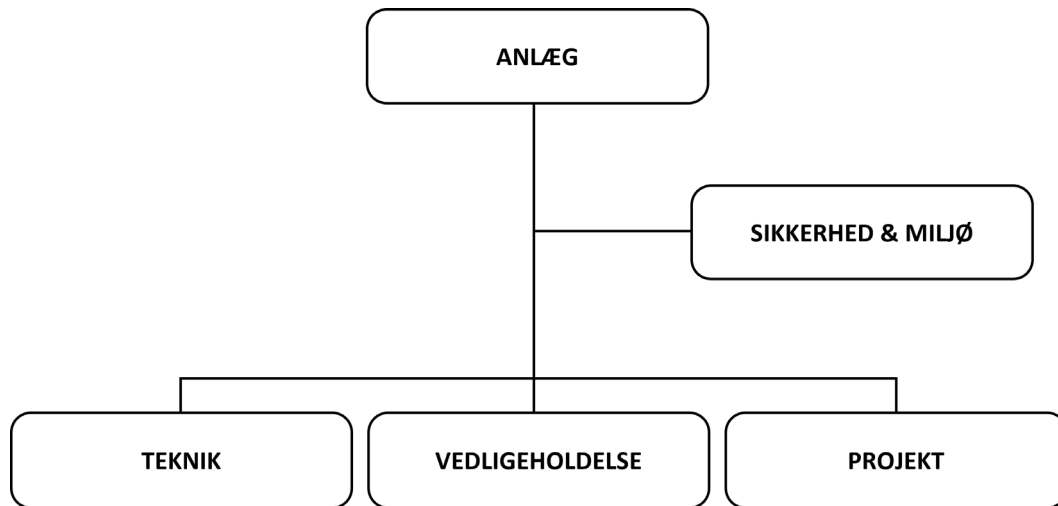 ANLÆG
SIKKERHED & MILJØ
TEKNIK
VEDLIGEHOLDELSE
PROJEKT